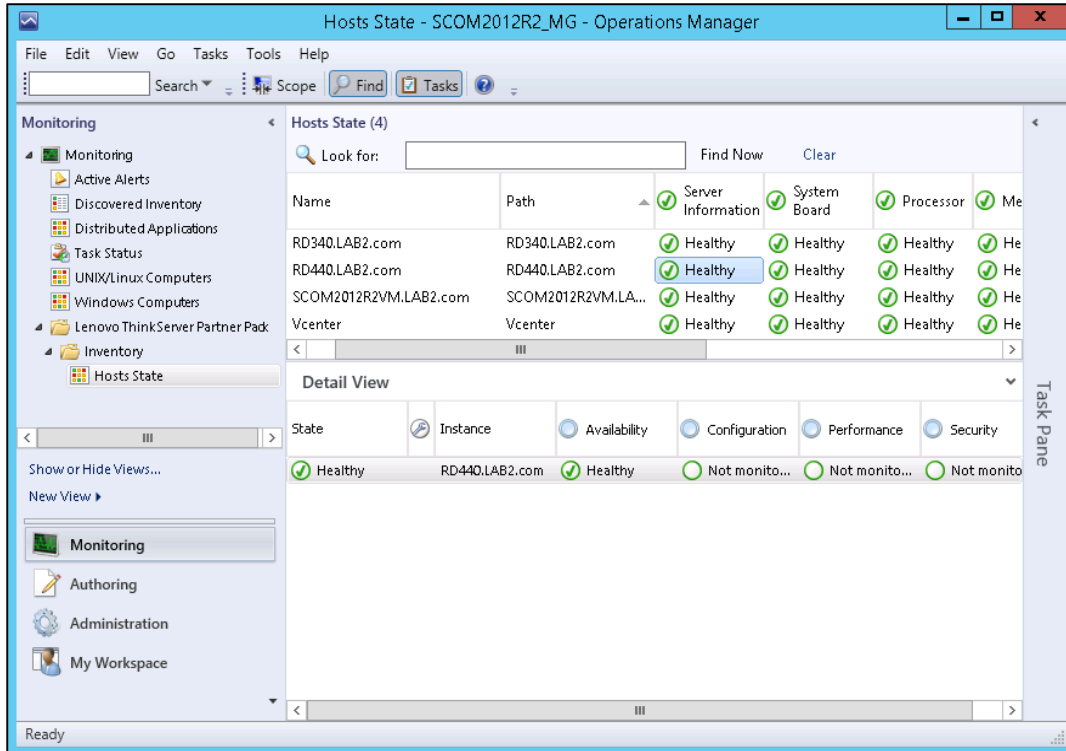 Hosts State - SCOM2012R2_MG - Operations Manager
File Edit View Go Tasks Tools Help
Search Scope Find Tasks
Monitoring
Monitoring
Active Alerts
Discovered Inventory
Distributed Applications
Task Status
UNIX/Linux Computers
Windows Computers
Lenovo ThinkServer Partner Pack
Inventory
Hosts State
Show or Hide Views...
New View
Monitoring
Authoring
Administration
My Workspace
Hosts State (4)
Look for: Find Now Clear
Name Path Server Information System Board Processor Me
RD340.LAB2.com RD340.LAB2.com Healthy Healthy Healthy He
RD440.LAB2.com RD440.LAB2.com Healthy Healthy Healthy He
SCOM2012R2VM.LAB2.com SCOM2012R2VM.LA... Healthy Healthy Healthy He
Vcenter Vcenter Healthy Healthy Healthy He
Detail View
State Instance Availability Configuration Performance Security
Healthy RD440.LAB2.com Healthy Not monito... Not monito... Not monito
Task Pane
Ready